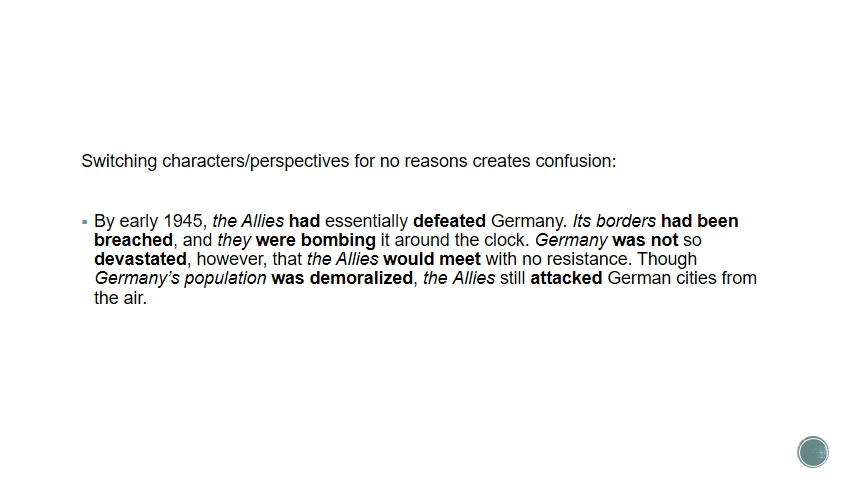 Switching characters/perspectives for no reasons creates confusion:
▪ By early 1945, the Allies had essentially defeated Germany. Its borders had been
breached, and they were bombing it around the clock. Germany was not so
devastated, however, that the Allies would meet with no resistance. Though
Germany’s population was demoralized, the Allies still attacked German cities from
the air.